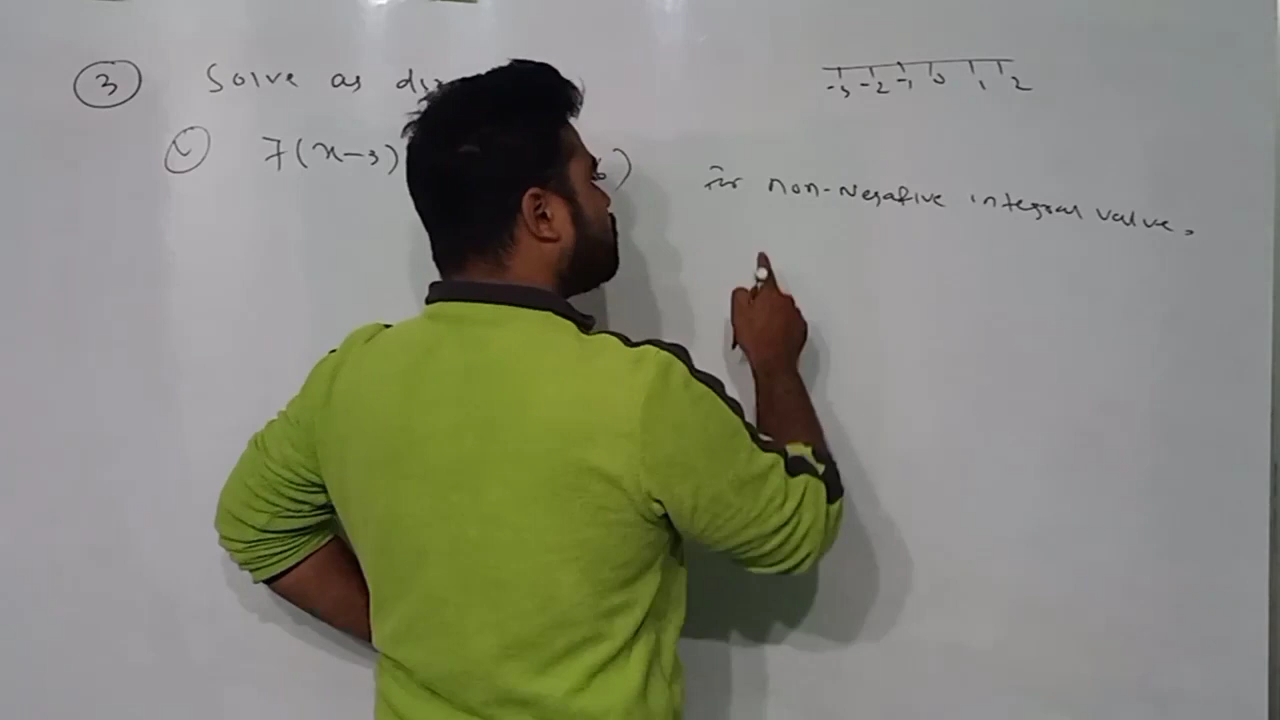 3 Solve as
-3 -2 -1 0 1 2
7(x-3) )
for non-Negative integral value.